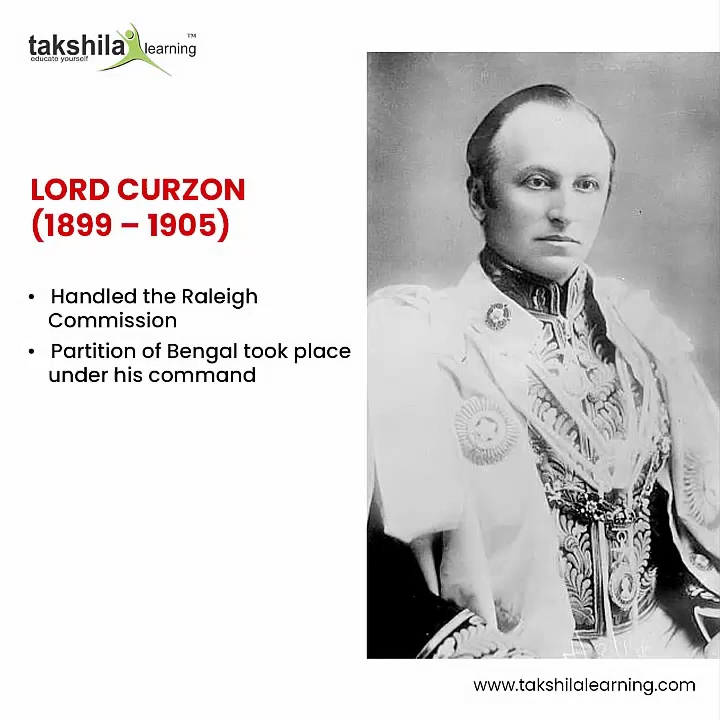 takshila learning ™
educate yourself
LORD CURZON
(1899 – 1905)
• Handled the Raleigh
Commission
• Partition of Bengal took place
under his command
www.takshilalearning.com